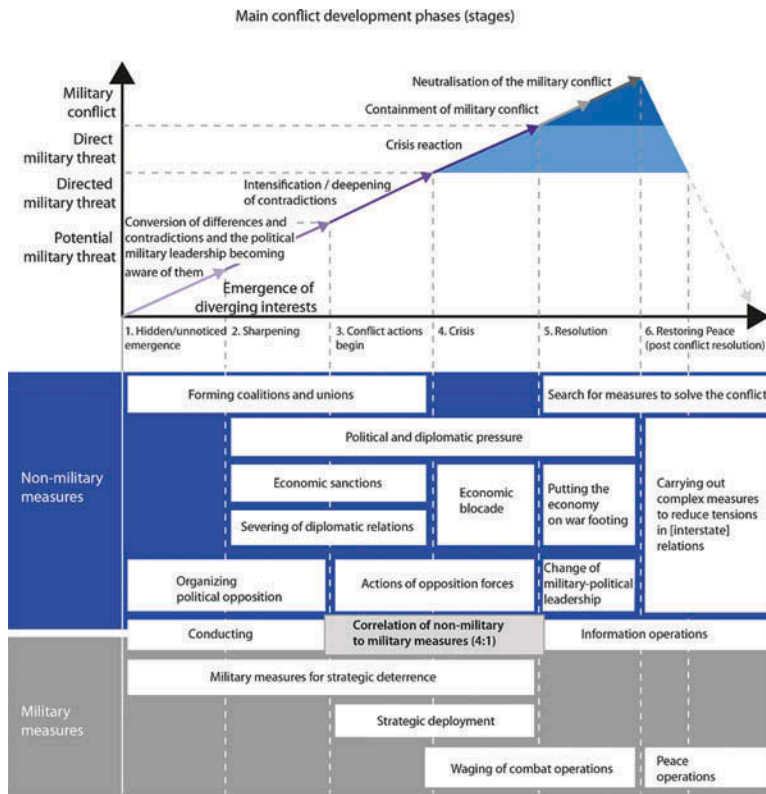 Main conflict development phases (stages)
Neutralisation of the military conflict
Military
conflict
Containment of military conflict
Direct
military threat
Crisis reaction
Directed
military threat
Intensification / deepening
of contradictions
Potential
military threat
Conversion of differences and
contradictions and the political
military leadership becoming
aware of them
Emergence of
diverging interests
1. Hidden/unnoticed
emergence
2. Sharpening
3. Conflict actions
begin
4. Crisis
5. Resolution
6. Restoring Peace
(post conflict resolution)
Non-military
measures
Forming coalitions and unions
Search for measures to solve the conflict
Political and diplomatic pressure
Economic sanctions
Severing of diplomatic relations
Economic
blocade
Putting the
economy
on war footing
Carrying out
complex measures
to reduce tensions
in [interstate]
relations
Organizing
political opposition
Actions of opposition forces
Change of
military-political
leadership
Conducting
Correlation of non-military
to military measures (4:1)
Information operations
Military
measures
Military measures for strategic deterrence
Strategic deployment
Waging of combat operations
Peace
operations